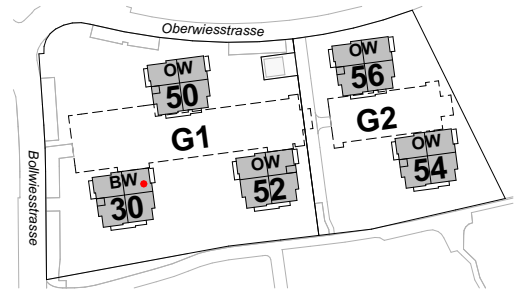 Oberwiesstrasse
OW
50
OW
56
G1
G2
Bollwiesstrasse
BW
30
OW
52
OW
54